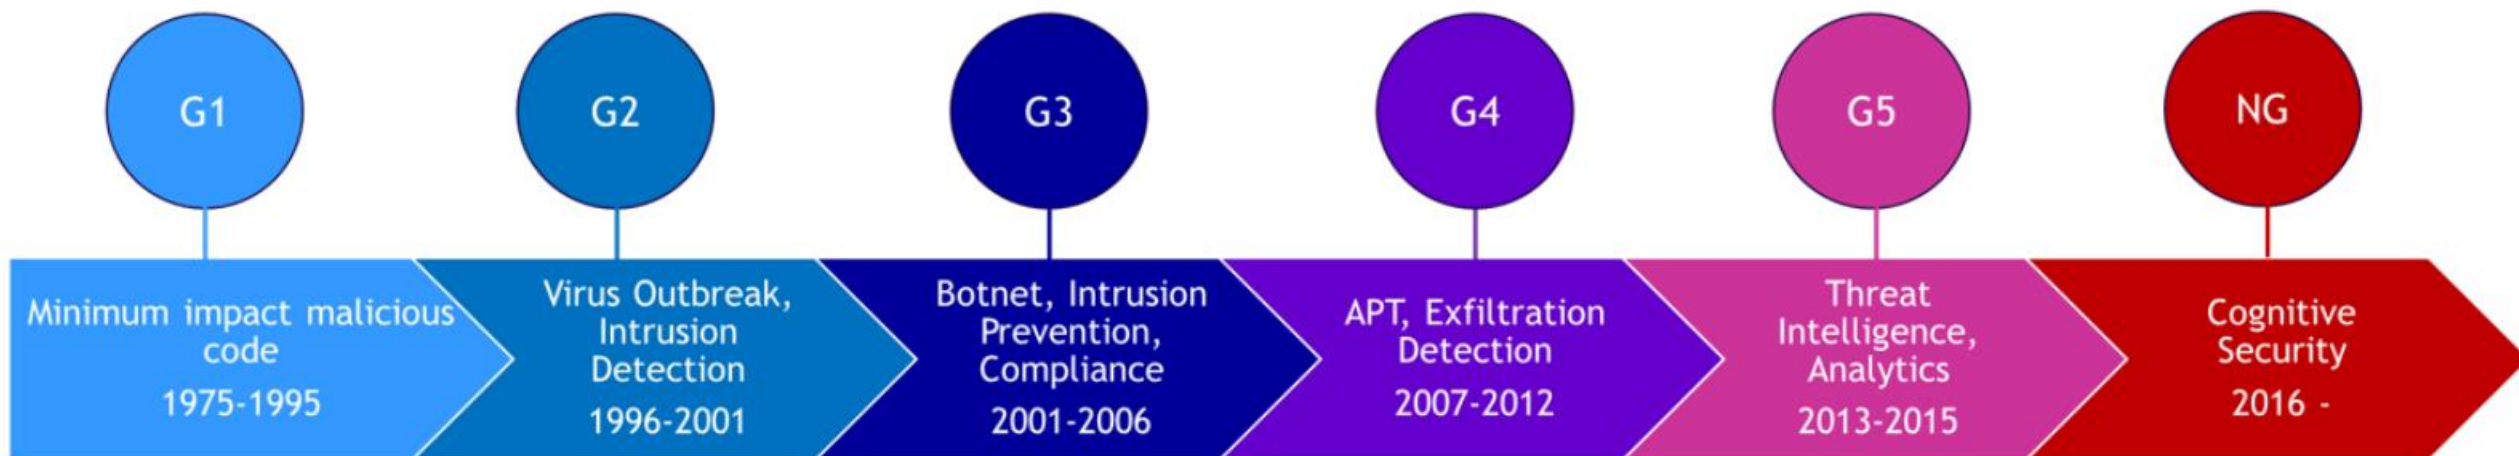 G1
G2
G3
G4
G5
NG
Minimum impact malicious
code
1975-1995
Virus Outbreak,
Intrusion
Detection
1996-2001
Botnet, Intrusion
Prevention,
Compliance
2001-2006
APT, Exfiltration
Detection
2007-2012
Threat
Intelligence,
Analytics
2013-2015
Cognitive
Security
2016 -